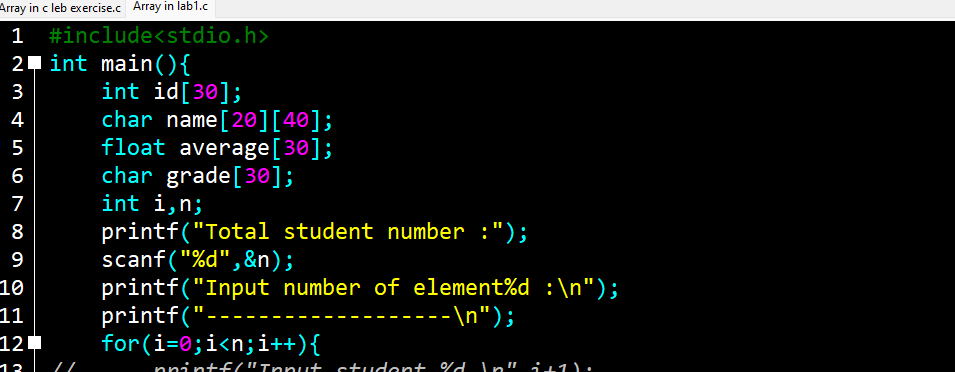 Array in c leb exercise.c Array in lab1.c
1 #include<stdio.h>
2 int main(){
3 int id[30];
4 char name[20][40];
5 float average[30];
6 char grade[30];
7 int i,n;
8 printf("Total student number :");
9 scanf("%d",&n);
10 printf("Input number of element%d :\n");
11 printf("-------------------\n");
12 for(i=0;i<n;i++){
13 // printf("Input student %d \n" i+1);